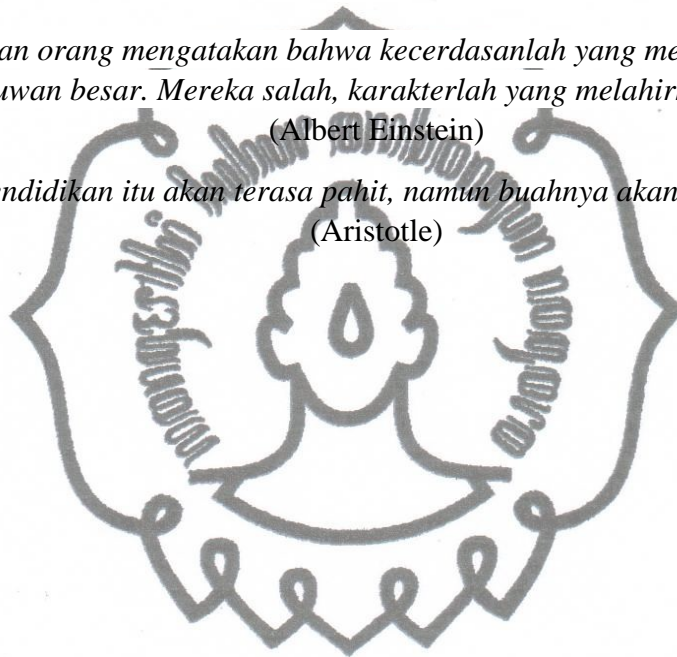 an orang mengatakan bahwa kecerdasanlah yang me
uwan besar. Mereka salah, karakterlah yang melahir
(Albert Einstein)
endidikan itu akan terasa pahit, namun buahnya akan
(Aristotle)